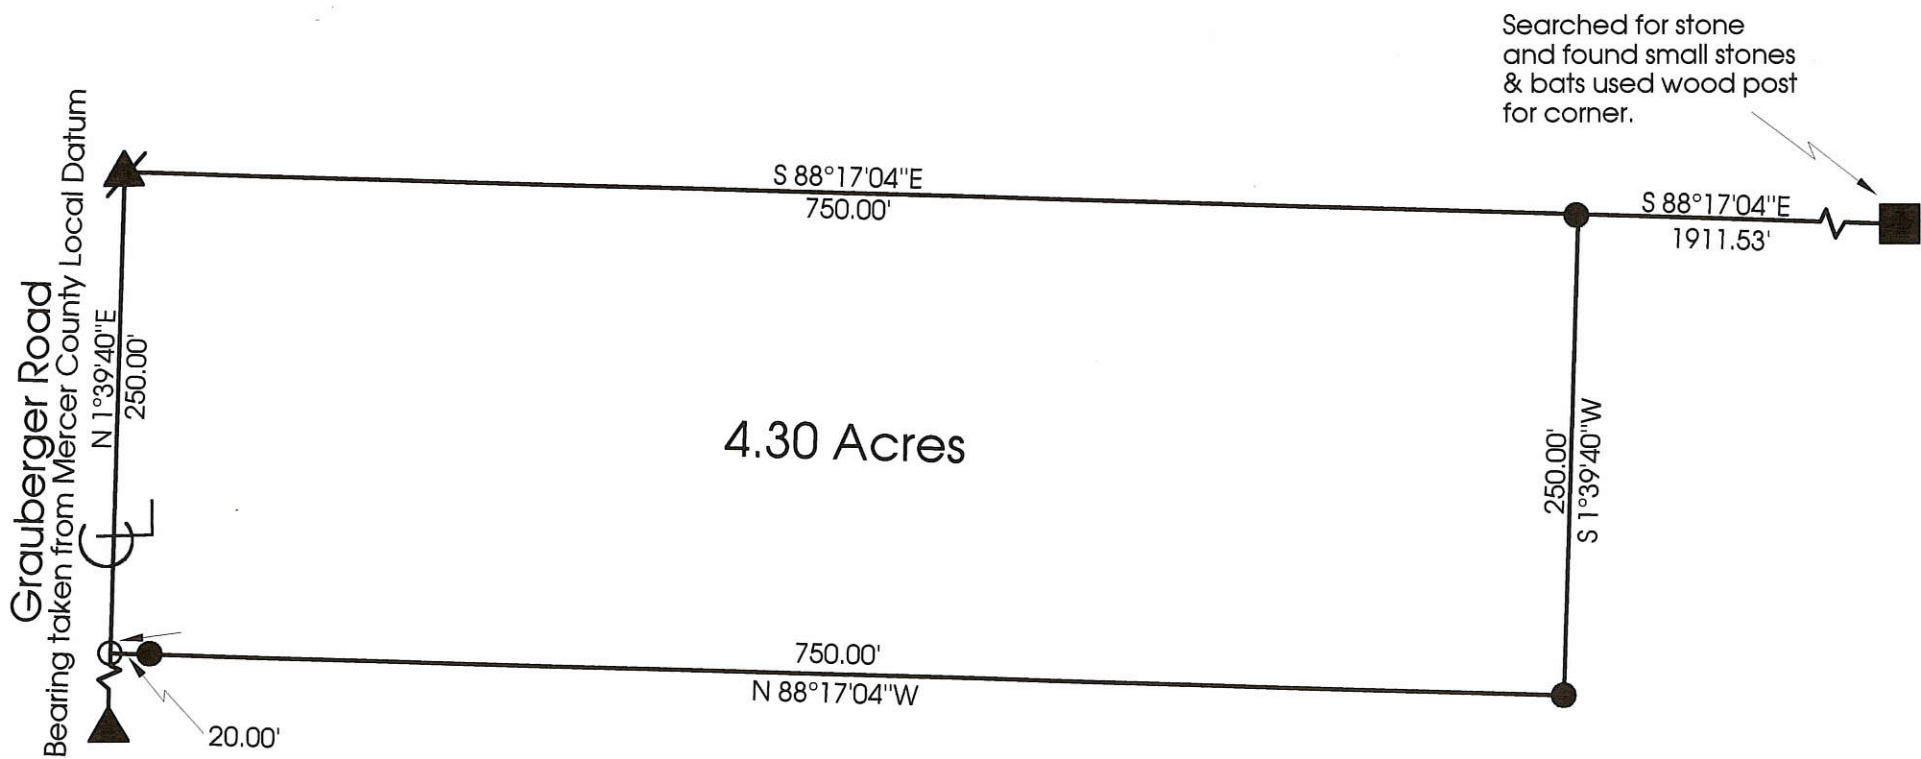 Searched for stone
and found small stones
& bats used wood post
for corner.
S 88°17'04"E
750.00'
S 88°17'04"E
1911.53'
Grauberger Road
Bearing taken from Mercer County Local Datum
N 1°39'40"E
250.00'
4.30 Acres
250.00'
S 1°39'40"W
750.00'
N 88°17'04"W
20.00'